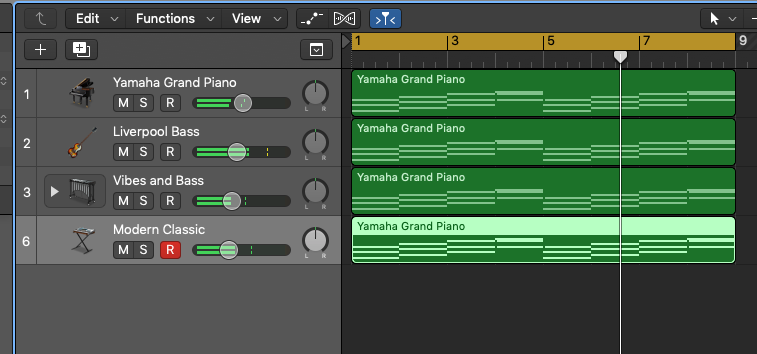 Edit Functions View
1 3 5 7 9
1 Yamaha Grand Piano Yamaha Grand Piano
M S R L R
2 Liverpool Bass Yamaha Grand Piano
M S R L R
3 Vibes and Bass Yamaha Grand Piano
M S R L R
6 Modern Classic Yamaha Grand Piano
M S R L R